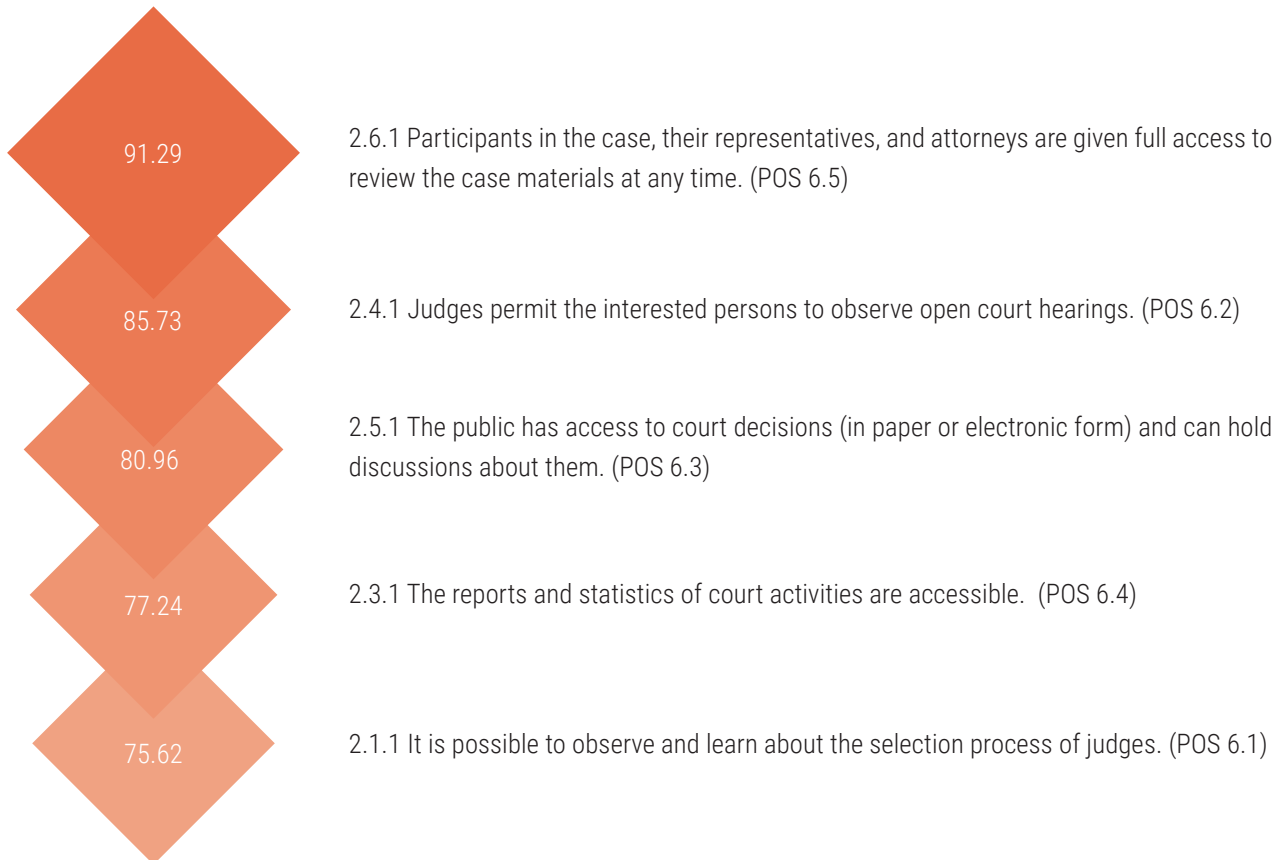 91.29
2.6.1 Participants in the case, their representatives, and attorneys are given full access to
review the case materials at any time. (POS 6.5)
85.73
2.4.1 Judges permit the interested persons to observe open court hearings. (POS 6.2)
80.96
2.5.1 The public has access to court decisions (in paper or electronic form) and can hold
discussions about them. (POS 6.3)
77.24
2.3.1 The reports and statistics of court activities are accessible. (POS 6.4)
75.62
2.1.1 It is possible to observe and learn about the selection process of judges. (POS 6.1)